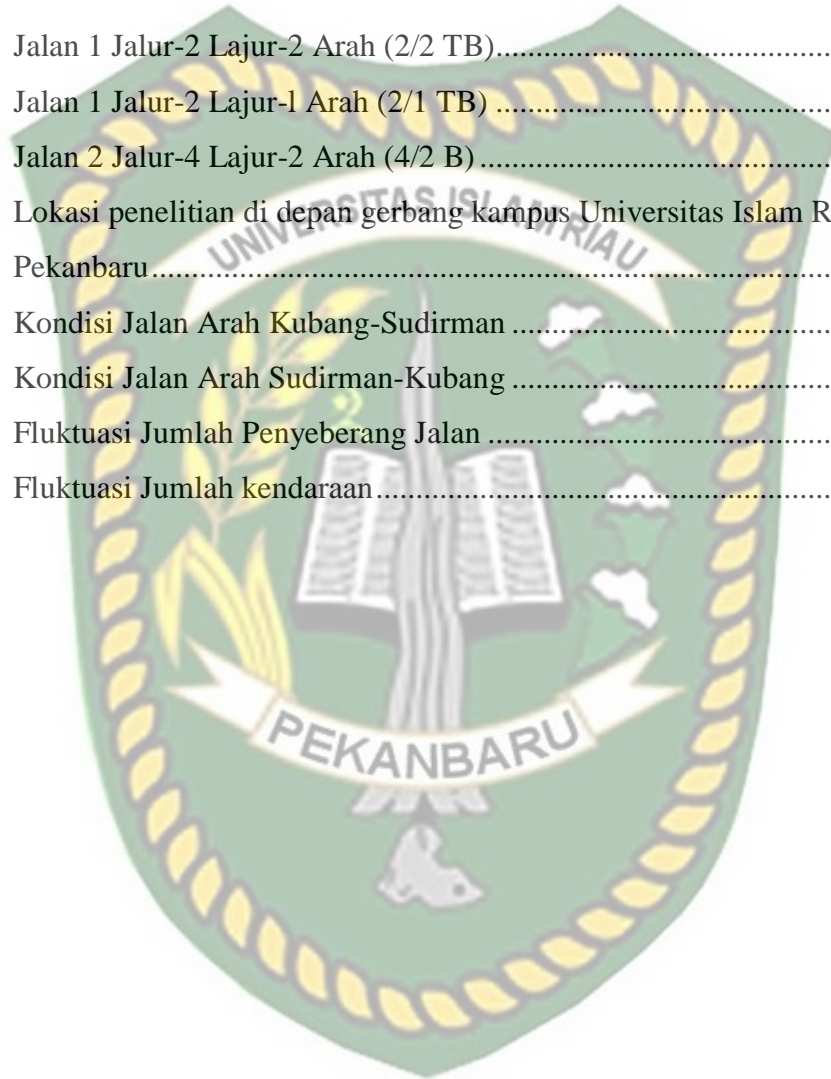 Jalan 1 Jalur-2 Lajur-2 Arah (2/2 TB)........................................
Jalan 1 Jalur-2 Lajur-l Arah (2/1 TB) ........................................
Jalan 2 Jalur-4 Lajur-2 Arah (4/2 B) ..........................................
Lokasi penelitian di depan gerbang kampus Universitas Islam R
UNIVERSITAS ISLAM RIAU
Pekanbaru...............................................................................
Kondisi Jalan Arah Kubang-Sudirman .....................................
Kondisi Jalan Arah Sudirman-Kubang .....................................
Fluktuasi Jumlah Penyeberang Jalan ........................................
Fluktuasi Jumlah kendaraan.....................................................
PEKANBARU